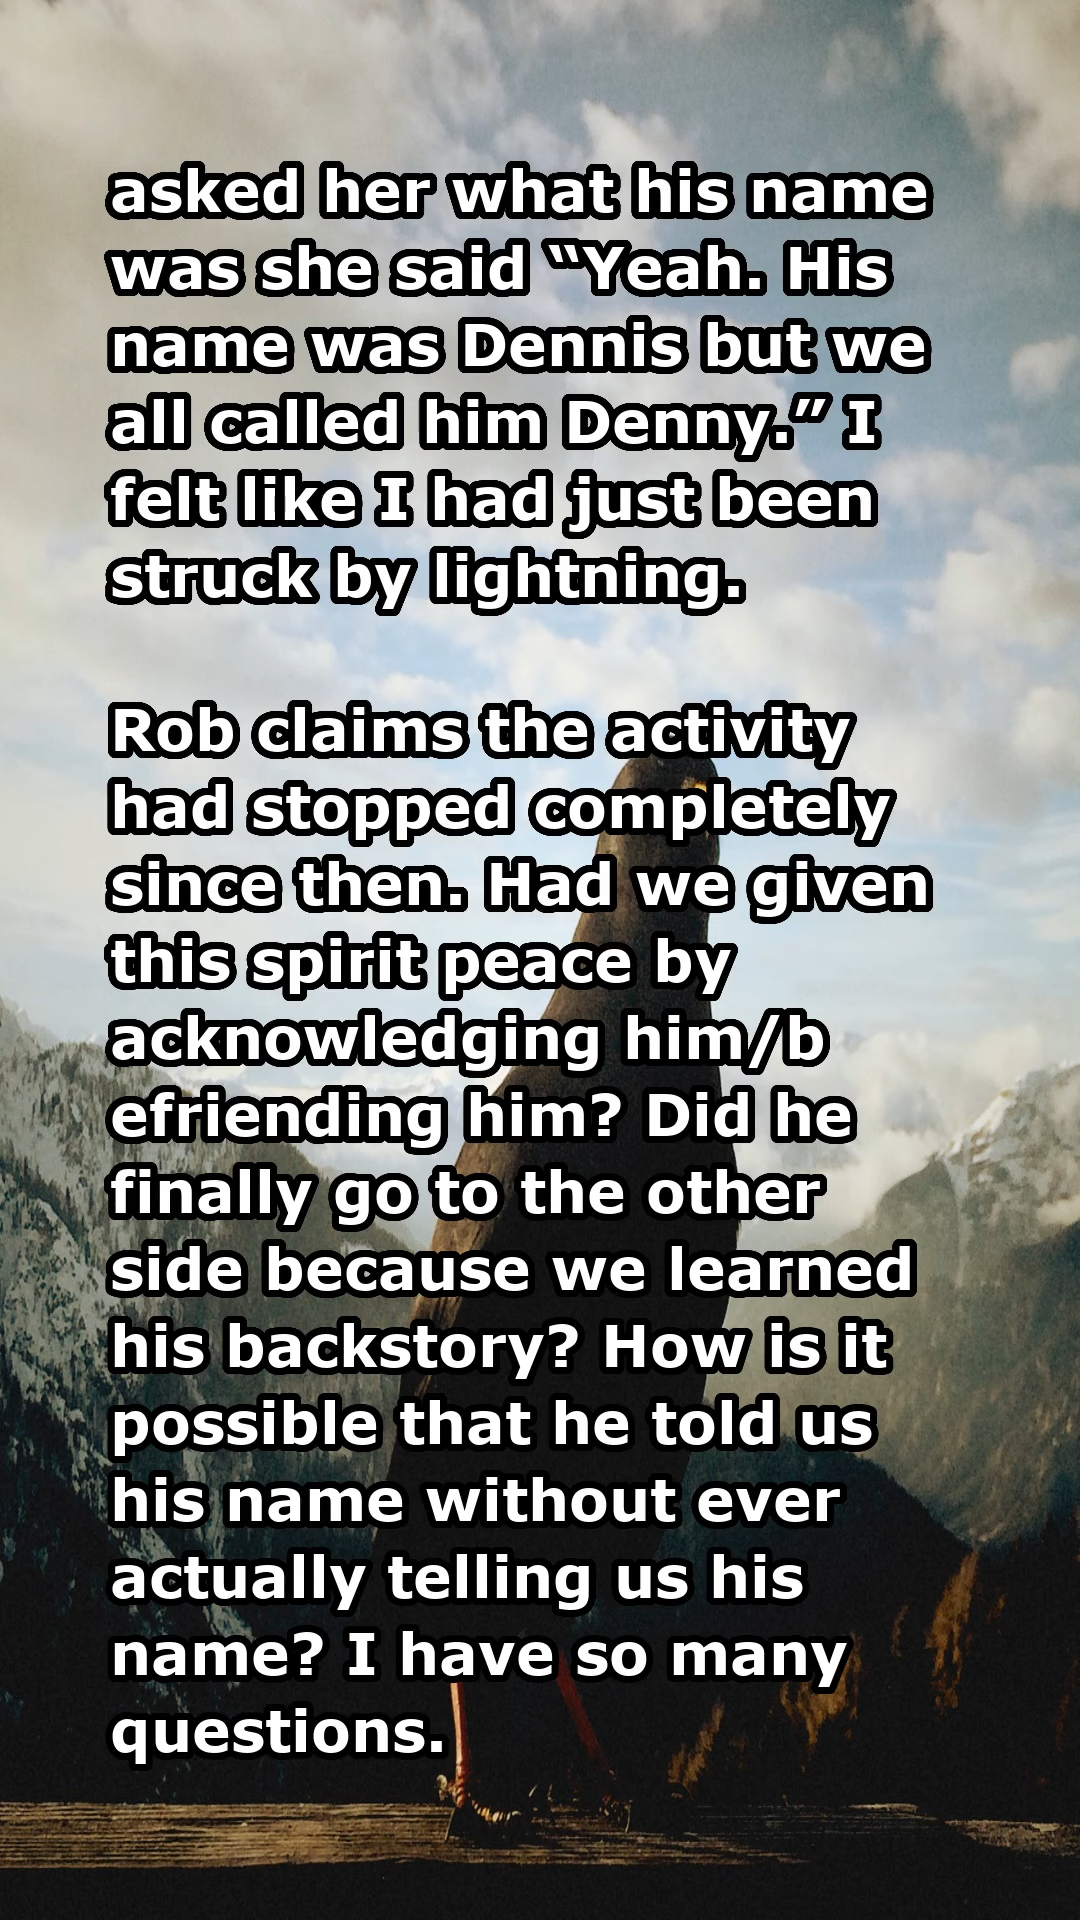 asked her what his name
was she said “Yeah. His
name was Dennis but we
all called him Denny.” I
felt like I had just been
struck by lightning.
Rob claims the activity
had stopped completely
since then. Had we given
this spirit peace by
acknowledging him/b
efriending him? Did he
finally go to the other
side because we learned
his backstory? How is it
possible that he told us
his name without ever
actually telling us his
name? I have so many
questions.